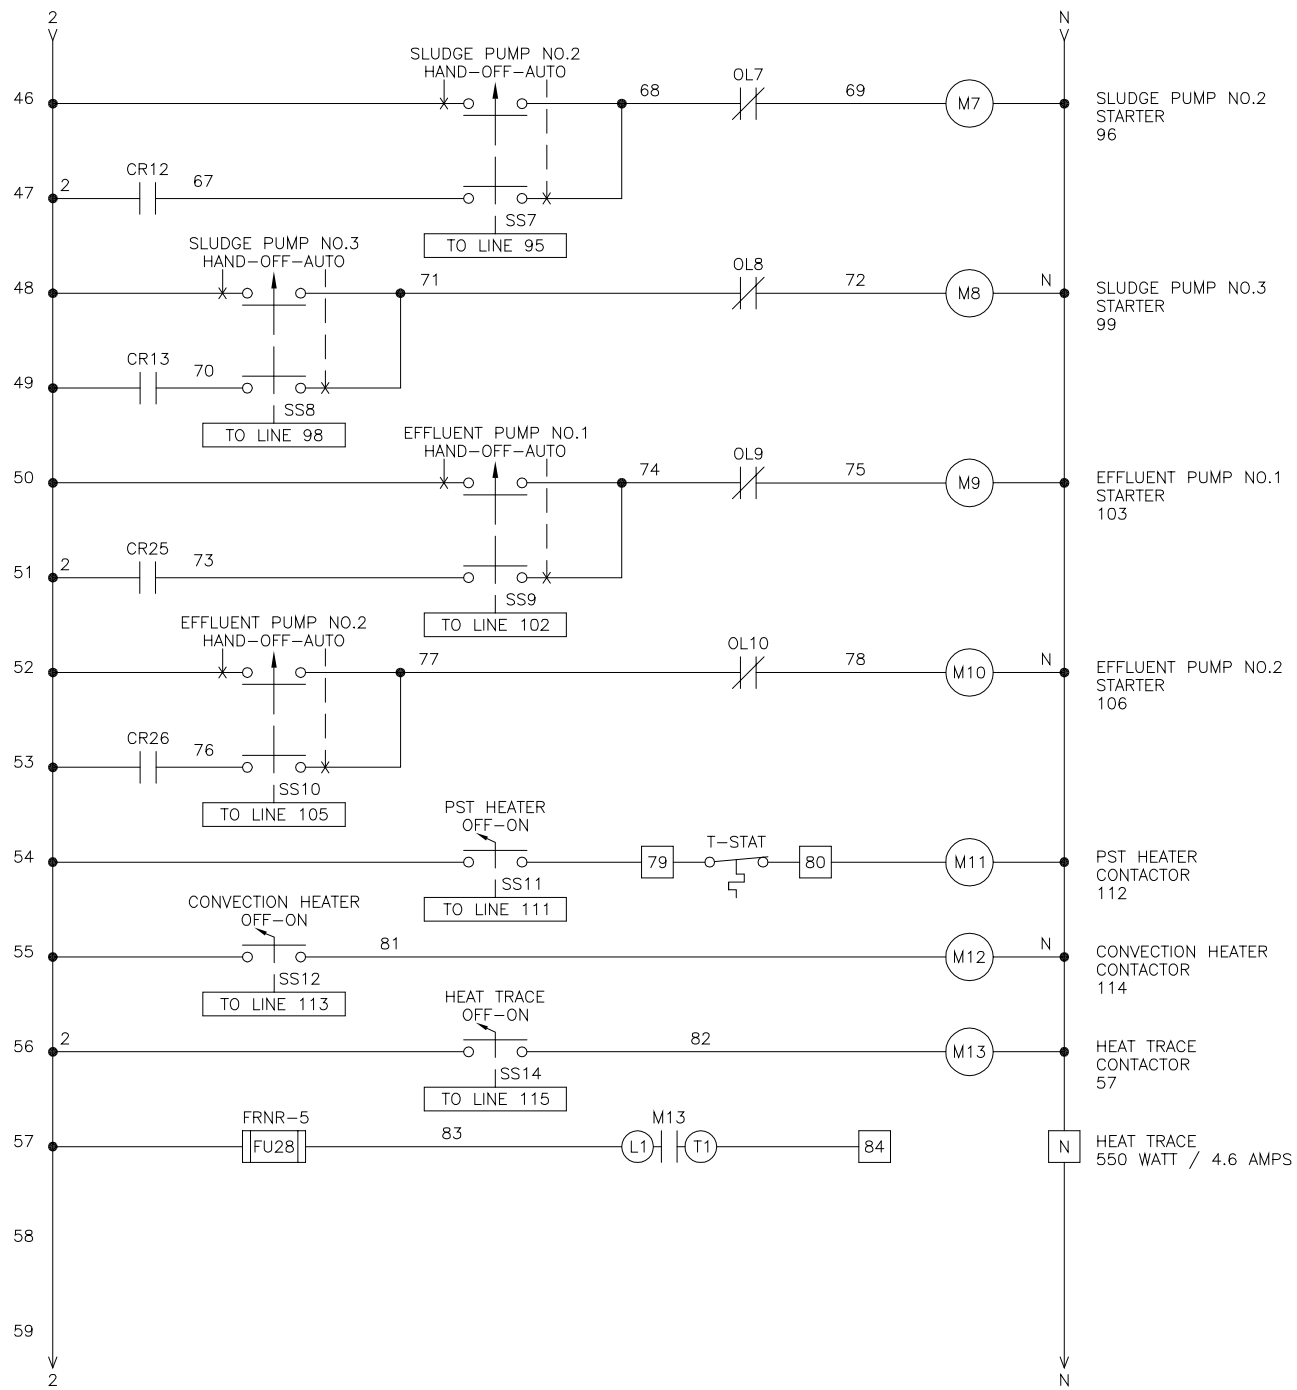 2
N
SLUDGE PUMP NO.2
HAND-OFF-AUTO
46
68
OL7
69
M7
SLUDGE PUMP NO.2
STARTER
96
47
2
CR12
67
SS7
TO LINE 95
SLUDGE PUMP NO.3
HAND-OFF-AUTO
48
71
OL8
72
M8
N
SLUDGE PUMP NO.3
STARTER
99
49
CR13
70
SS8
TO LINE 98
EFFLUENT PUMP NO.1
HAND-OFF-AUTO
50
74
OL9
75
M9
EFFLUENT PUMP NO.1
STARTER
103
51
2
CR25
73
SS9
TO LINE 102
EFFLUENT PUMP NO.2
HAND-OFF-AUTO
52
77
OL10
78
M10
N
EFFLUENT PUMP NO.2
STARTER
106
53
CR26
76
SS10
TO LINE 105
PST HEATER
OFF-ON
54
79
T-STAT
80
M11
PST HEATER
CONTACTOR
112
SS11
TO LINE 111
CONVECTION HEATER
OFF-ON
55
81
M12
N
CONVECTION HEATER
CONTACTOR
114
SS12
TO LINE 113
HEAT TRACE
OFF-ON
56
2
82
M13
HEAT TRACE
CONTACTOR
57
SS14
TO LINE 115
57
FRNR-5
FU28
83
L1
M13
T1
84
N
HEAT TRACE
550 WATT / 4.6 AMPS
58
59
2
N